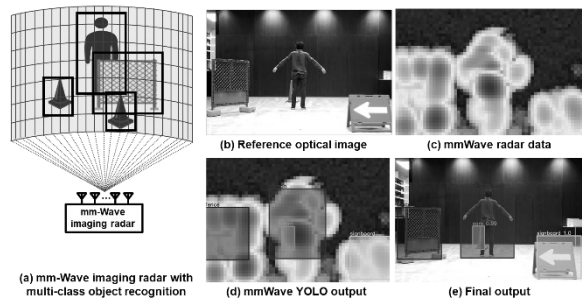 mm-Wave
imaging radar
(a) mm-Wave imaging radar with
multi-class object recognition
(b) Reference optical image
(c) mmWave radar data
fence
signboard
(d) mmWave YOLO output
signboard 1.0
(e) Final output